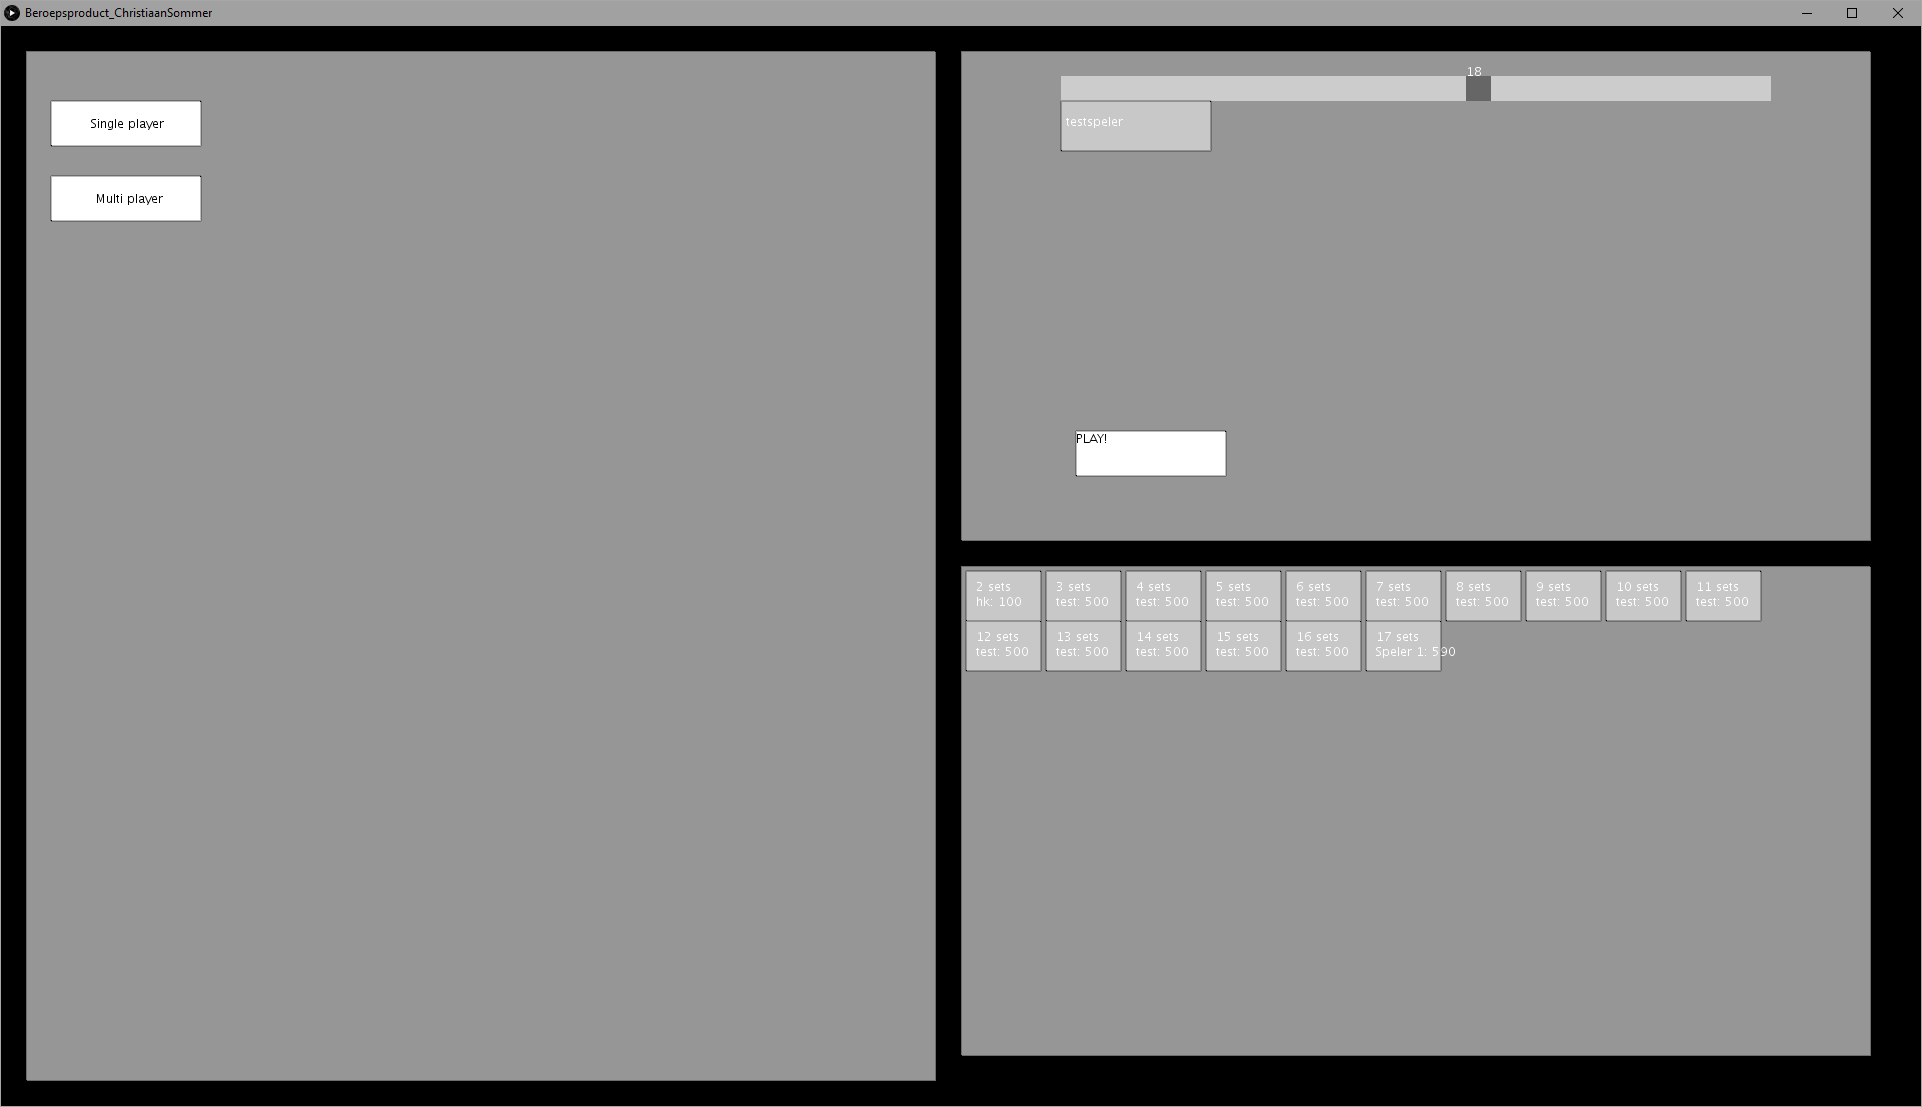 Beroepsproduct_ChristiaanSommer
Single player
Multi player
18
testspeler
PLAY!
2 sets
hk: 100
3 sets
test: 500
4 sets
test: 500
5 sets
test: 500
6 sets
test: 500
7 sets
test: 500
8 sets
test: 500
9 sets
test: 500
10 sets
test: 500
11 sets
test: 500
12 sets
test: 500
13 sets
test: 500
14 sets
test: 500
15 sets
test: 500
16 sets
test: 500
17 sets
Speler 1: 590